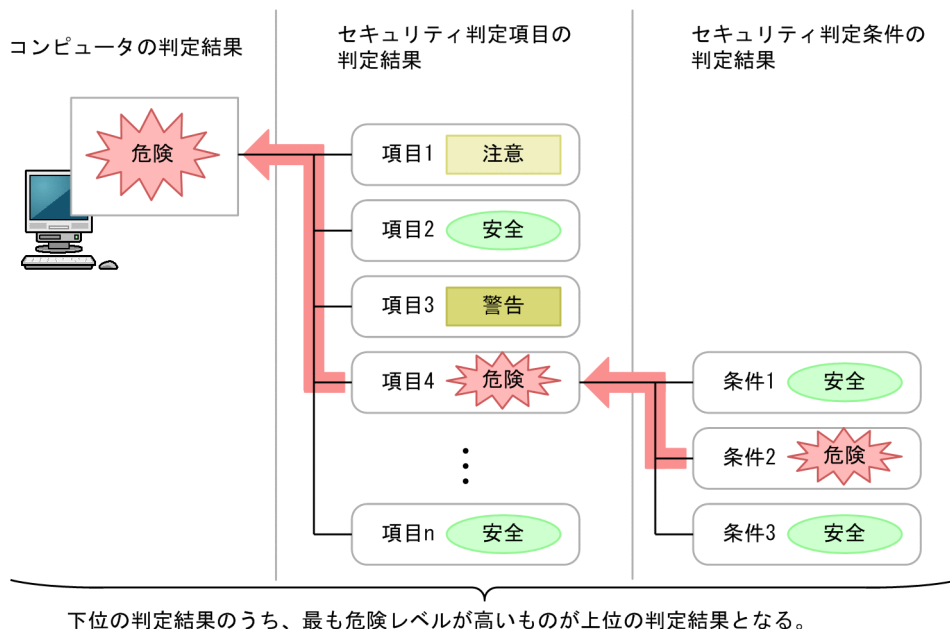 コンピュータの判定結果
セキュリティ判定項目の
判定結果
セキュリティ判定条件の
判定結果
危険
項目1 注意
項目2 安全
項目3 警告
項目4 危険
項目n 安全
条件1 安全
条件2 危険
条件3 安全
下位の判定結果のうち、最も危険レベルが高いものが上位の判定結果となる。